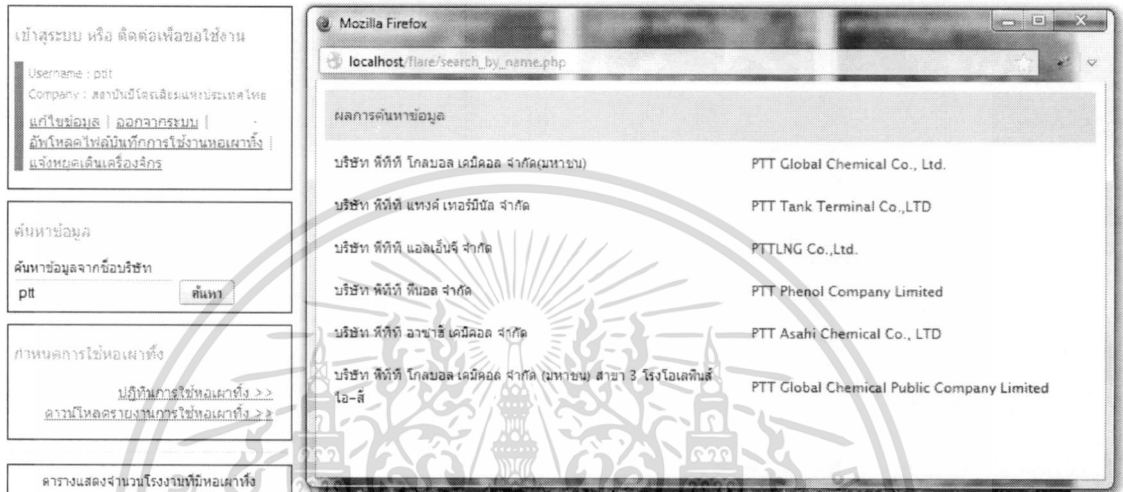 เข้าสู่ระบบ หรือ ติดต่อเพื่อขอใช้งาน
Username : ptit
Company : สถาบันปิโตรเลียมแห่งประเทศไทย
แก้ไขข้อมูล | ออกจากระบบ |
อัพโหลดไฟล์บันทึกการใช้งานหอเผาทิ้ง |
แจ้งหยุดเดินเครื่องจักร
ค้นหาข้อมูล
ค้นหาข้อมูลจากชื่อบริษัท
ptt ค้นหา
กำหนดการใช้หอเผาทิ้ง
ปฏิทินการใช้หอเผาทิ้ง >>
ดาวน์โหลดรายงานการใช้หอเผาทิ้ง >>
ตารางแสดงจำนวนโรงงานที่มีหอเผาทิ้ง
Mozilla Firefox
localhost/flare/search_by_name.php
ผลการค้นหาข้อมูล
บริษัท พีทีที โกลบอล เคมิคอล จำกัด(มหาชน) PTT Global Chemical Co., Ltd.
บริษัท พีทีที แทงค์ เทอร์มินัล จำกัด PTT Tank Terminal Co.,LTD
บริษัท พีทีที แอลเอ็นจี จำกัด PTTLNG Co.,Ltd.
บริษัท พีทีที ฟีนอล จำกัด PTT Phenol Company Limited
บริษัท พีทีที อาซาฮี เคมิคอล จำกัด PTT Asahi Chemical Co., LTD
บริษัท พีทีที โกลบอล เคมิคอล จำกัด (มหาชน) สาขา 3 โรงโอเลฟินส์ PTT Global Chemical Public Company Limited
ไอ-สี่